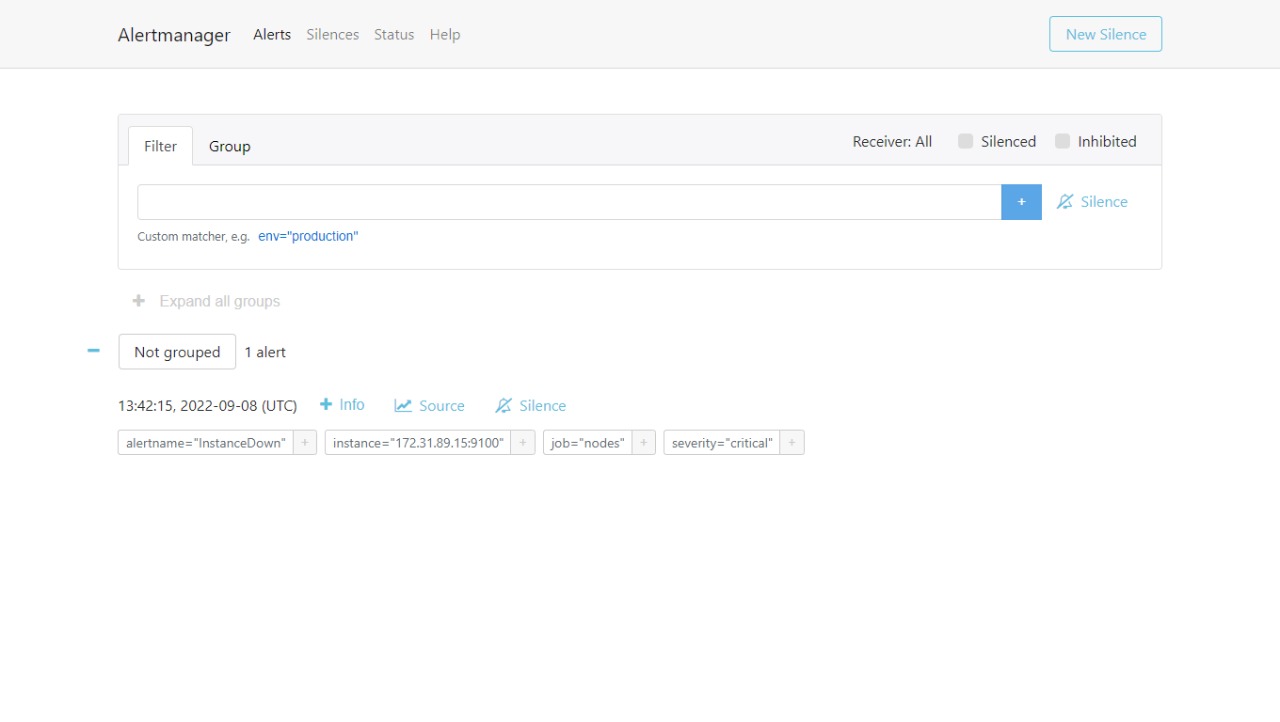 Alertmanager Alerts Silences Status Help New Silence
Filter Group Receiver: All Silenced Inhibited
+ Silence
Custom matcher, e.g. env="production"
+ Expand all groups
Not grouped 1 alert
13:42:15, 2022-09-08 (UTC) + Info Source Silence
alertname="InstanceDown" + instance="172.31.89.15:9100" + job="nodes" + severity="critical" +